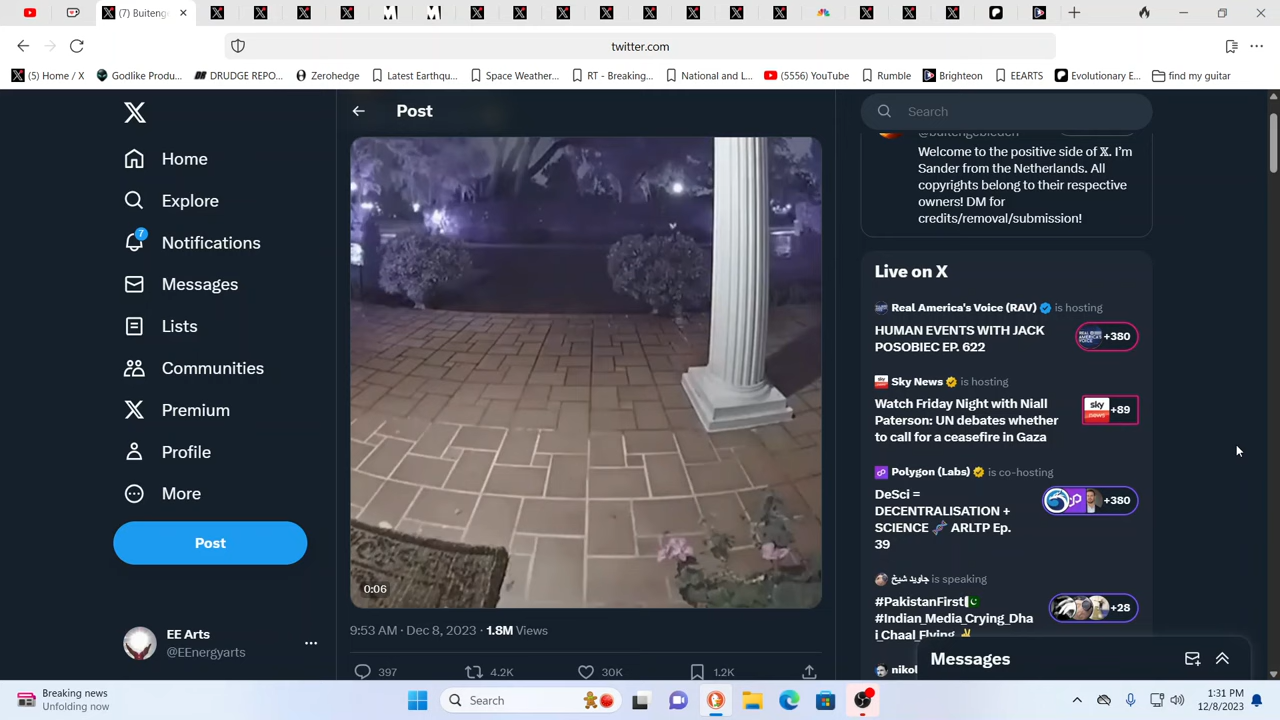 (7) Buitenge
twitter.com
(5) Home / X
Godlike Produ...
DRUDGE REPO...
Zerohedge
Latest Earthqu...
Space Weather...
RT - Breaking...
National and L...
(5556) YouTube
Rumble
Brighteon
EEARTS
Evolutionary E...
find my guitar
Home
Explore
7
Notifications
Messages
Lists
Communities
Premium
Profile
More
Post
EE Arts
@EEnergyarts
Post
0:06
9:53 AM · Dec 8, 2023 · 1.8M Views
397
4.2K
30K
1.2K
Search
@buitengebieden
Welcome to the positive side of 𝕏. I'm
Sander from the Netherlands. All
copyrights belong to their respective
owners! DM for
credits/removal/submission!
Live on X
Real America's Voice (RAV) is hosting
HUMAN EVENTS WITH JACK
POSOBIEC EP. 622
+380
Sky News is hosting
Watch Friday Night with Niall
Paterson: UN debates whether
to call for a ceasefire in Gaza
sky
+89
Polygon (Labs) is co-hosting
DeSci =
DECENTRALISATION +
SCIENCE 🧬 ARLTP Ep.
39
+380
جاوید شیخ is speaking
#PakistanFirst🇵🇰
#Indian_Media_Crying_Dha
i_Chaal_Flying ✌
+28
nikol
Messages
Breaking news
Unfolding now
Search
1:31 PM
12/8/2023